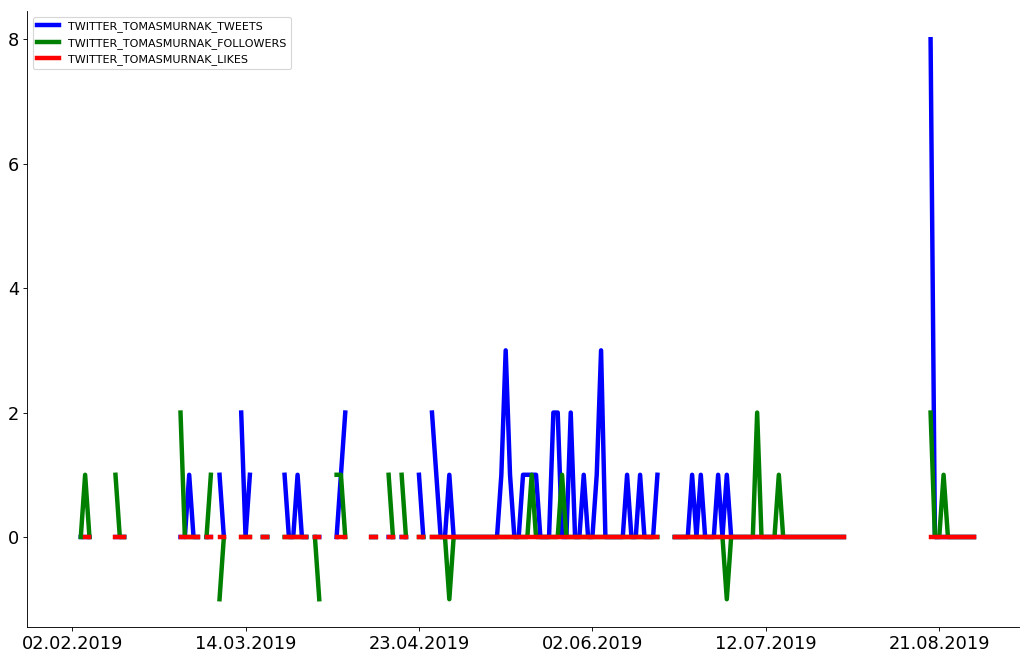 TWITTER_TOMASMURNAK_TWEETS
TWITTER_TOMASMURNAK_FOLLOWERS
TWITTER_TOMASMURNAK_LIKES
8
6
4
2
0
02.02.2019 14.03.2019 23.04.2019 02.06.2019 12.07.2019 21.08.2019